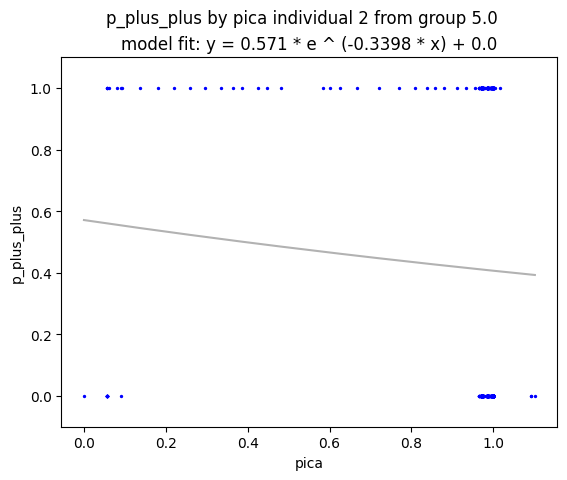 p_plus_plus by pica individual 2 from group 5.0
model fit: y = 0.571 * e ^ (-0.3398 * x) + 0.0
1.0
0.8
0.6
0.4
0.2
0.0
p_plus_plus
0.0 0.2 0.4 0.6 0.8 1.0
pica